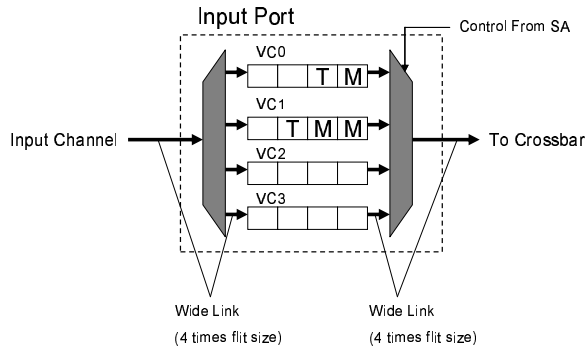 Input Port
Control From SA
VC0
T M
VC1
T M M
Input Channel
To Crossbar
VC2
VC3
Wide Link
(4 times flit size)
Wide Link
(4 times flit size)